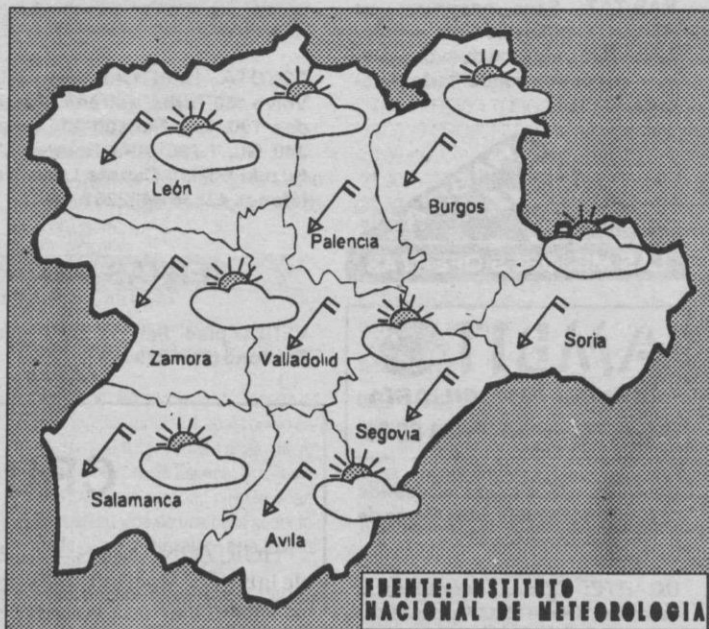 León
Palencia
Burgos
Zamora
Valladolid
Soria
Segovia
Salamanca
Avila
FUENTE: INSTITUTO
NACIONAL DE METEOROLOGIA